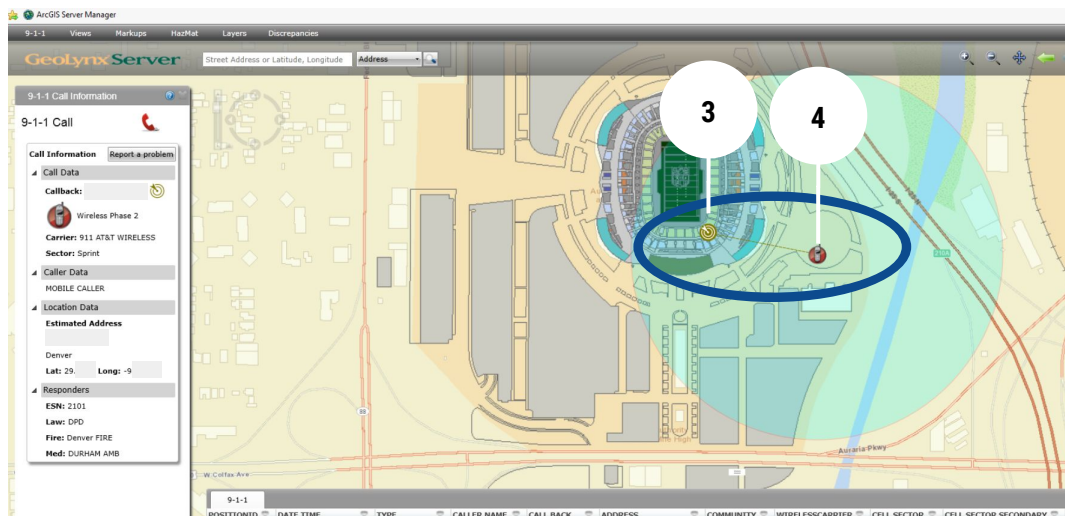 ArcGIS Server Manager
9-1-1 Views Markups HazMat Layers Discrepancies
GeoLynx Server
Street Address or Latitude, Longitude Address
9-1-1 Call Information
9-1-1 Call
Call Information Report a problem
Call Data
Callback:
Wireless Phase 2
Carrier: 911 AT&T WIRELESS
Sector: Sprint
Caller Data
MOBILE CALLER
Location Data
Estimated Address
Denver
Lat: 29. Long: -9
Responders
ESN: 2101
Law: DPD
Fire: Denver FIRE
Med: DURHAM AMB
3
4
88
Auraria Pkwy
W Colfax Ave
9-1-1
POSITIONID DATE TIME TYPE CALLER NAME CALL BACK ADDRESS COMMUNITY WIRELESSCARRIER CELL SECTOR CELL SECTOR SECONDARY